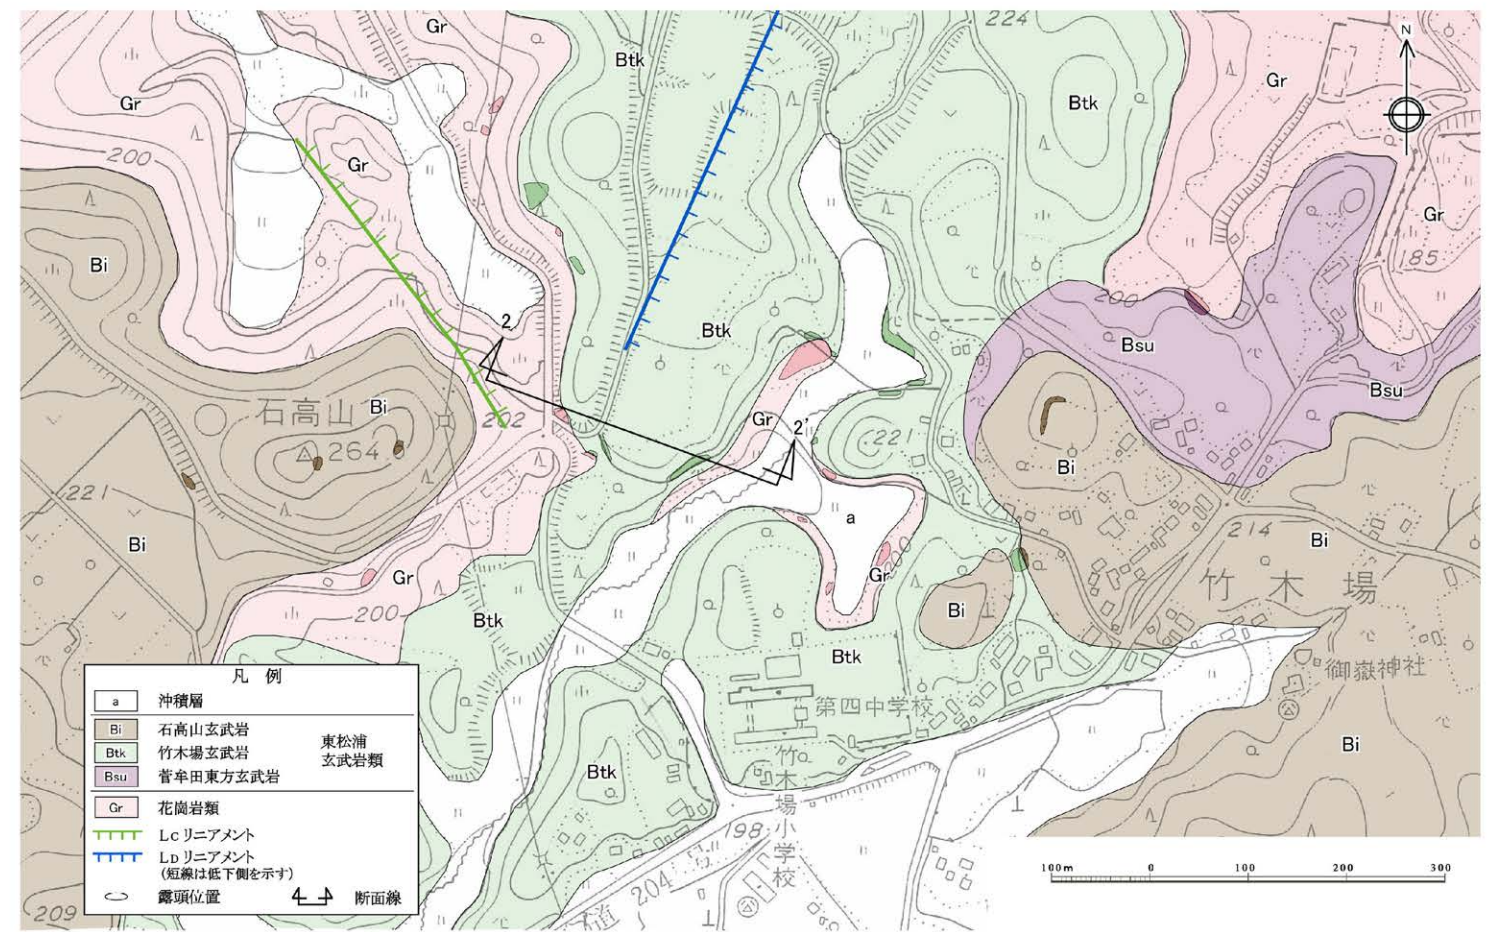 Gr
Btk
224
Gr
N
Gr
Btk
Gr
200
Gr
Bi
185
200
2
Btk
Bsu
Bsu
石高山
Bi
264
202
Gr
2'
221
Bi
221
a
214
Bi
Bi
竹木場
Gr
200
Gr
200
Bi
Btk
Btk
御嶽神社
第四中学校
Bi
Btk
竹木場小学校
198
道 204
209
凡 例
a 沖積層
Bi 石高山玄武岩
Btk 竹木場玄武岩
東松浦
玄武岩類
Bsu 菅牟田東方玄武岩
Gr 花崗岩類
LC リニアメント
LD リニアメント
(短線は低下側を示す)
露頭位置
断面線
100m 0 100 200 300